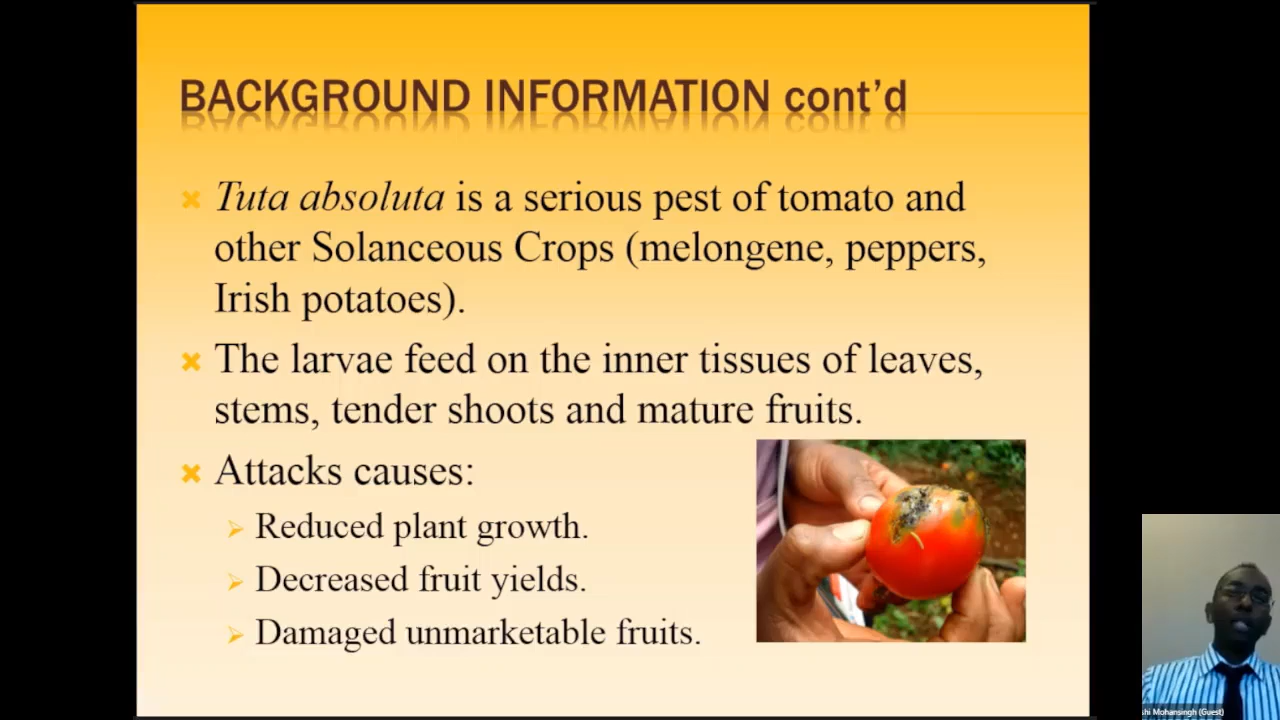 BACKGROUND INFORMATION cont’d
Tuta absoluta is a serious pest of tomato and
other Solanceous Crops (melongene, peppers,
Irish potatoes).
The larvae feed on the inner tissues of leaves,
stems, tender shoots and mature fruits.
Attacks causes:
Reduced plant growth.
Decreased fruit yields.
Damaged unmarketable fruits.
Mohansingh (Guest)